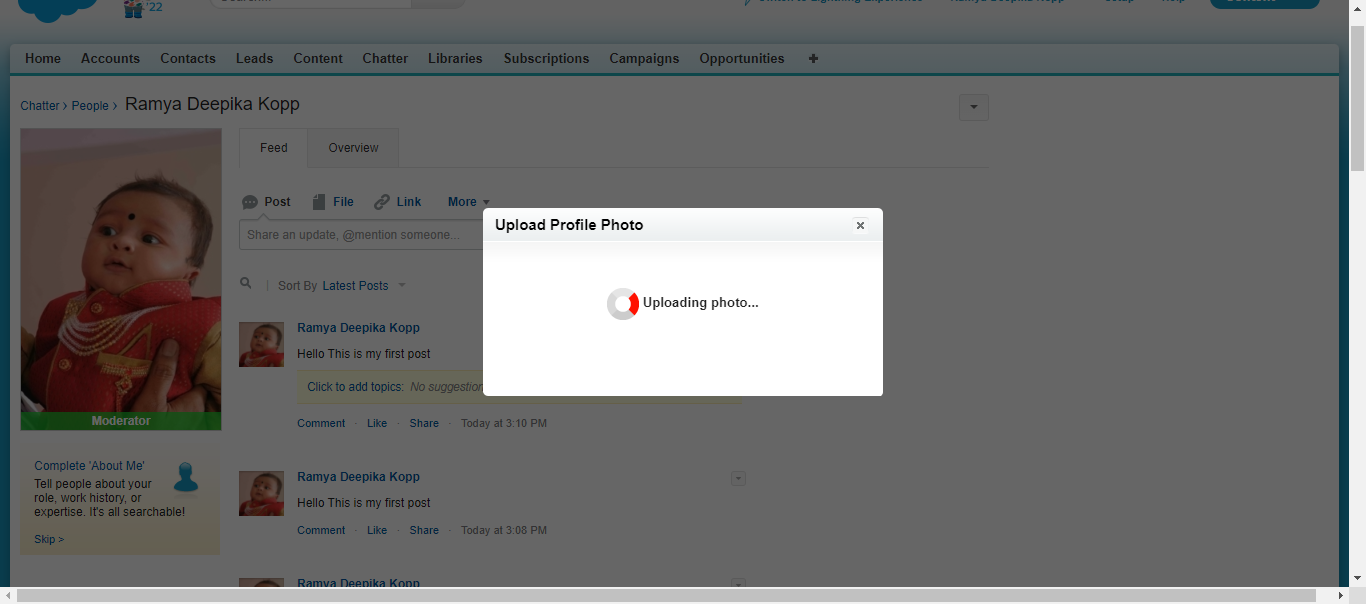 '22
Home Accounts Contacts Leads Content Chatter Libraries Subscriptions Campaigns Opportunities +
Chatter › People › Ramya Deepika Kopp
Feed Overview
Post File Link More
Upload Profile Photo
Share an update, @mention someone...
Sort By Latest Posts
Uploading photo...
Ramya Deepika Kopp
Hello This is my first post
Click to add topics: No suggestion
Moderator
Comment · Like · Share · Today at 3:10 PM
Complete 'About Me'
Tell people about your
role, work history, or
expertise. It's all searchable!
Skip >
Ramya Deepika Kopp
Hello This is my first post
Comment · Like · Share · Today at 3:08 PM
Ramya Deepika Kopp